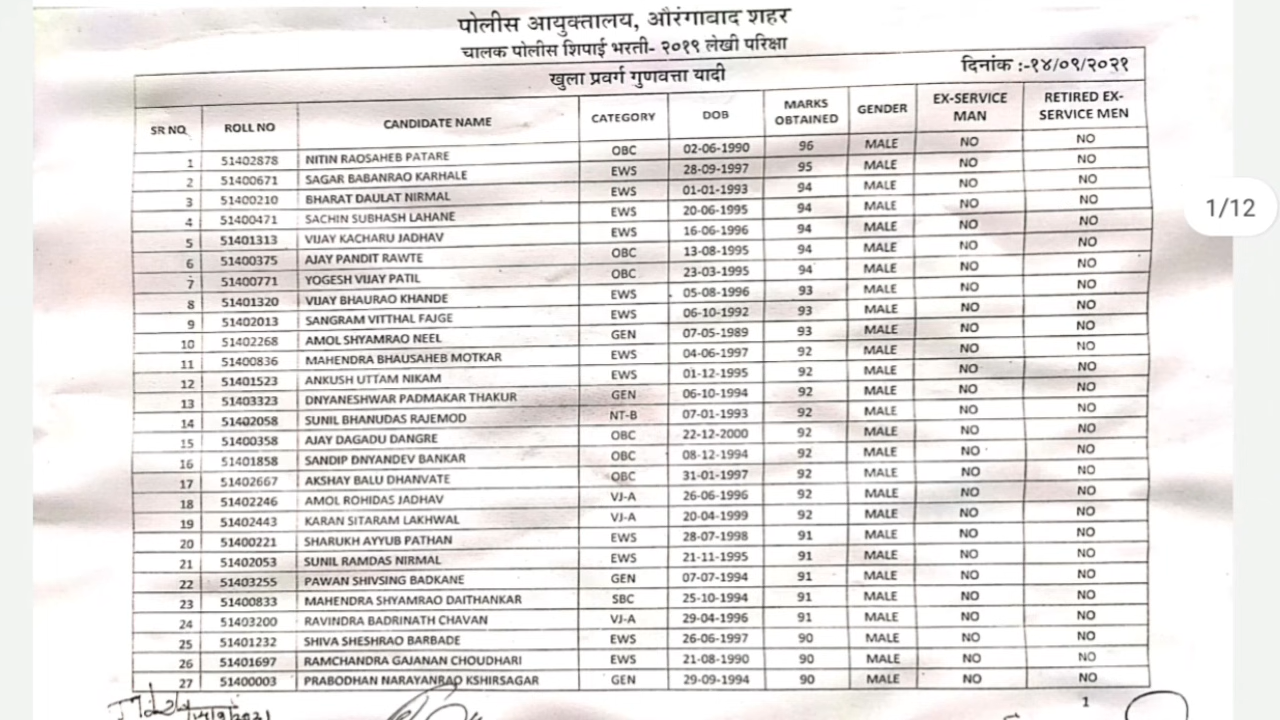 पोलीस आयुक्तालय, औरंगाबाद शहर
चालक पोलीस शिपाई भरती- २०१९ लेखी परिक्षा
खुला प्रवर्ग गुणवत्ता यादी दिनांक :-१४/०९/२०२१
SR NO ROLL NO CANDIDATE NAME CATEGORY DOB MARKS OBTAINED GENDER EX-SERVICE MAN RETIRED EX-SERVICE MEN
1 51402878 NITIN RAOSAHEB PATARE OBC 02-06-1990 96 MALE NO NO
2 51400671 SAGAR BABANRAO KARHALE EWS 28-09-1997 95 MALE NO NO
3 51400210 BHARAT DAULAT NIRMAL EWS 01-01-1993 94 MALE NO NO
4 51400471 SACHIN SUBHASH LAHANE EWS 20-06-1995 94 MALE NO NO
5 51401313 VIJAY KACHARU JADHAV EWS 16-06-1996 94 MALE NO NO
6 51400375 AJAY PANDIT RAWTE OBC 13-08-1995 94 MALE NO NO
7 51400771 YOGESH VIJAY PATIL OBC 23-03-1995 94 MALE NO NO
8 51401320 VIJAY BHAURAO KHANDE EWS 05-08-1996 93 MALE NO NO
9 51402013 SANGRAM VITTHAL FAJGE EWS 06-10-1992 93 MALE NO NO
10 51402268 AMOL SHYAMRAO NEEL GEN 07-05-1989 93 MALE NO NO
11 51400836 MAHENDRA BHAUSAHEB MOTKAR EWS 04-06-1997 92 MALE NO NO
12 51401523 ANKUSH UTTAM NIKAM EWS 01-12-1995 92 MALE NO NO
13 51403323 DNYANESHWAR PADMAKAR THAKUR GEN 06-10-1994 92 MALE NO NO
14 51402058 SUNIL BHANUDAS RAJEMOD NT-B 07-01-1993 92 MALE NO NO
15 51400358 AJAY DAGADU DANGRE OBC 22-12-2000 92 MALE NO NO
16 51401858 SANDIP DNYANDEV BANKAR OBC 08-12-1994 92 MALE NO NO
17 51402667 AKSHAY BALU DHANVATE OBC 31-01-1997 92 MALE NO NO
18 51402246 AMOL ROHIDAS JADHAV VJ-A 26-06-1996 92 MALE NO NO
19 51402443 KARAN SITARAM LAKHWAL VJ-A 20-04-1999 92 MALE NO NO
20 51400221 SHARUKH AYYUB PATHAN EWS 28-07-1998 91 MALE NO NO
21 51402053 SUNIL RAMDAS NIRMAL EWS 21-11-1995 91 MALE NO NO
22 51403255 PAWAN SHIVSING BADKANE GEN 07-07-1994 91 MALE NO NO
23 51400833 MAHENDRA SHYAMRAO DAITHANKAR SBC 25-10-1994 91 MALE NO NO
24 51403200 RAVINDRA BADRINATH CHAVAN VJ-A 29-04-1996 91 MALE NO NO
25 51401232 SHIVA SHESHRAO BARBADE EWS 26-06-1997 90 MALE NO NO
26 51401697 RAMCHANDRA GAJANAN CHOUDHARI EWS 21-08-1990 90 MALE NO NO
27 51400003 PRABODHAN NARAYANRAO KSHIRSAGAR GEN 29-09-1994 90 MALE NO NO
1
1/12